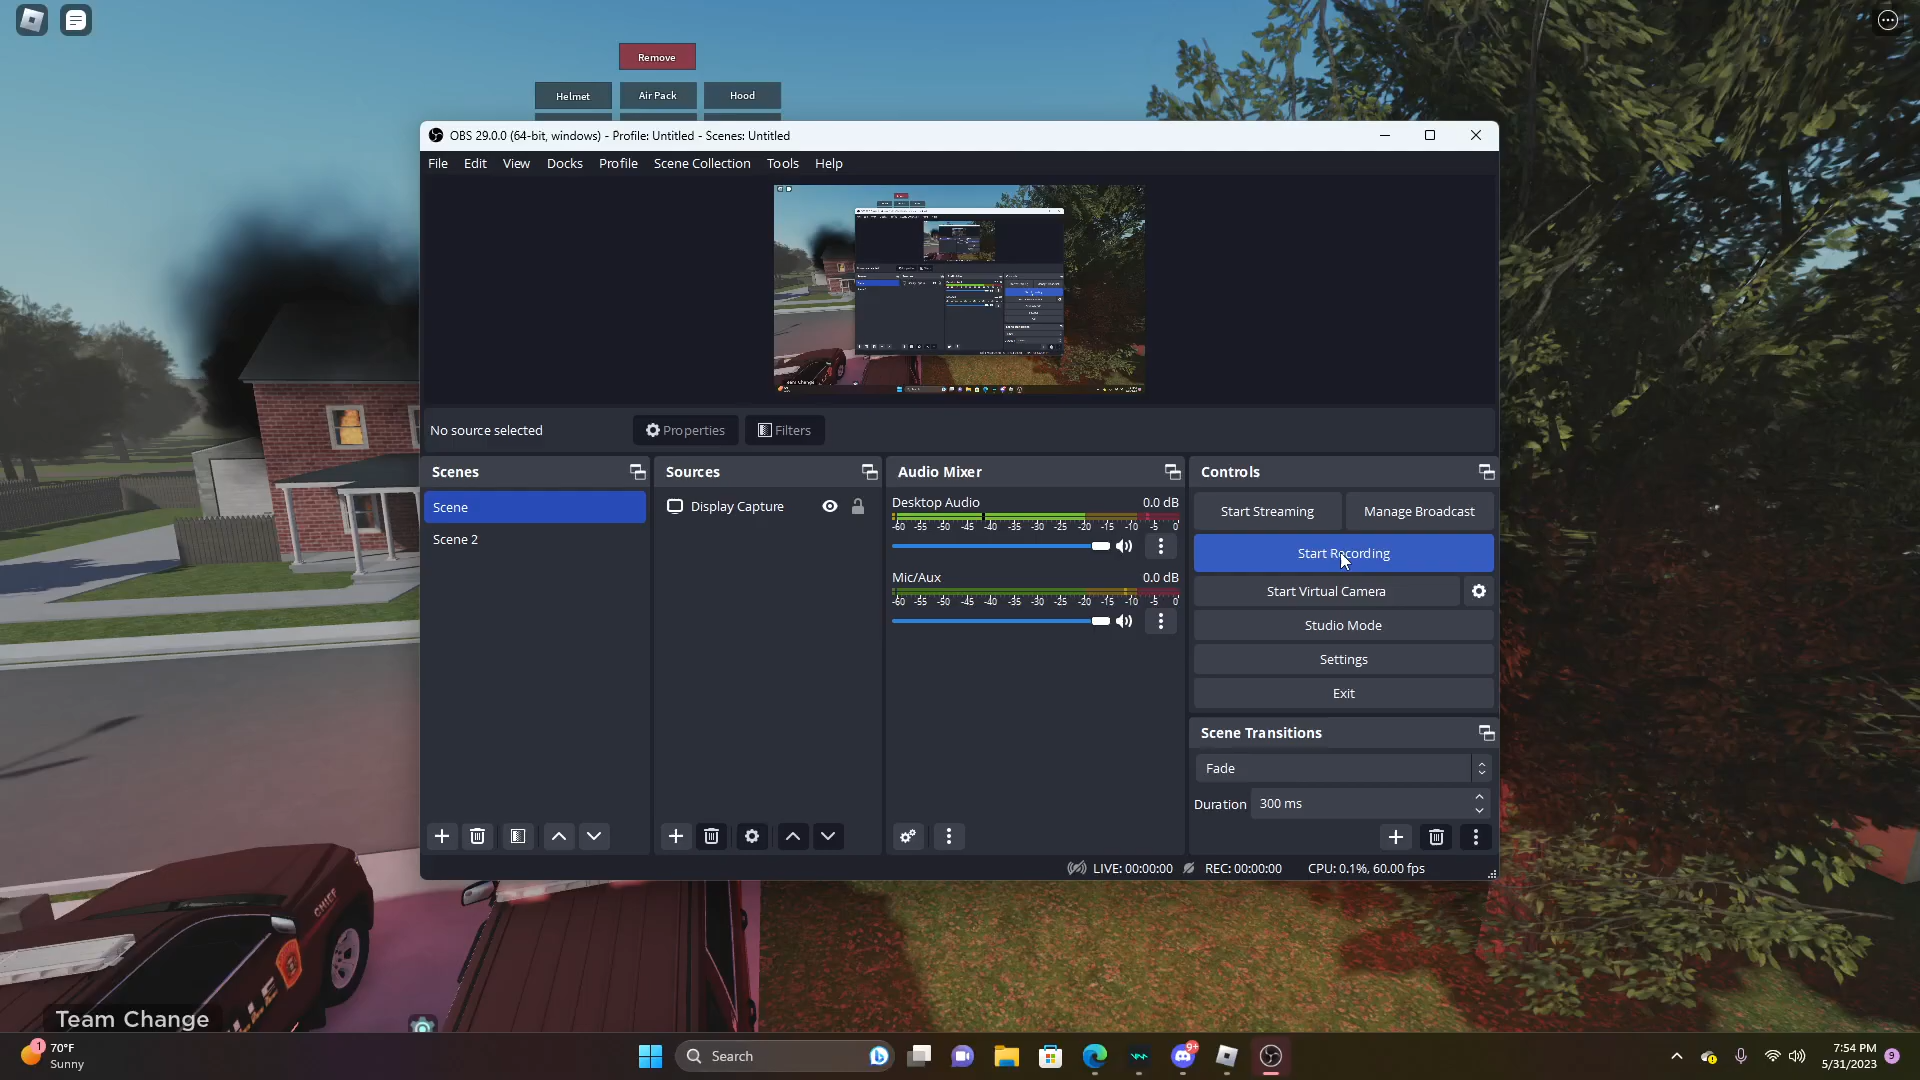 Remove
Helmet Air Pack Hood
OBS 29.0.0 (64-bit, windows) - Profile: Untitled - Scenes: Untitled
File Edit View Docks Profile Scene Collection Tools Help
No source selected Properties Filters
Scenes
Scene
Scene 2
Sources
Display Capture
Audio Mixer
Desktop Audio 0.0 dB
-60 -55 -50 -45 -40 -35 -30 -25 -20 -15 -10 -5 0
Mic/Aux 0.0 dB
-60 -55 -50 -45 -40 -35 -30 -25 -20 -15 -10 -5 0
Controls
Start Streaming Manage Broadcast
Start Recording
Start Virtual Camera
Studio Mode
Settings
Exit
Scene Transitions
Fade
Duration 300 ms
LIVE: 00:00:00 REC: 00:00:00 CPU: 0.1%, 60.00 fps
CHIEF
Team Change
1 70°F
Sunny
Search
9+
7:54 PM
5/31/2023
9